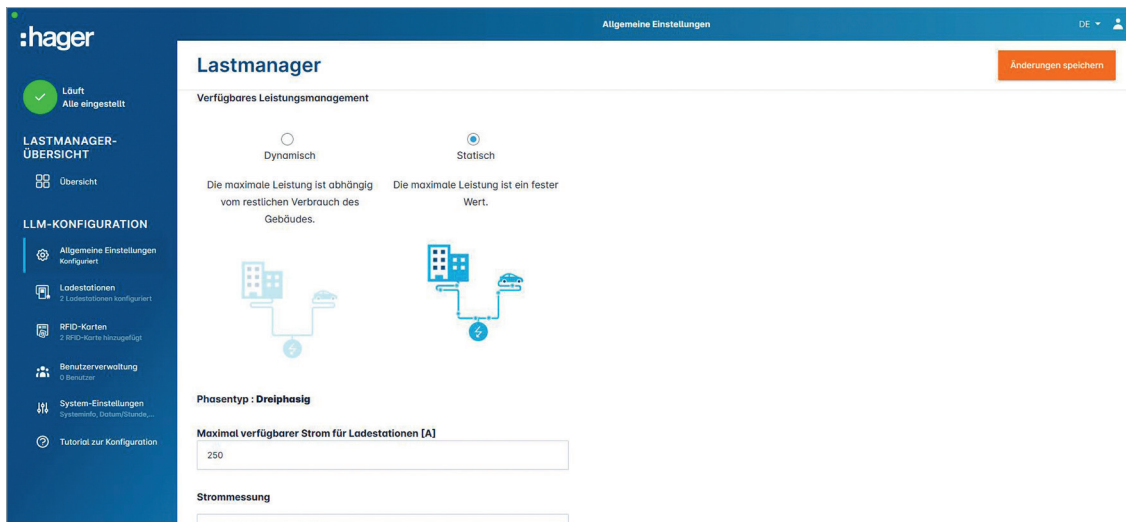 Allgemeine Einstellungen
DE
:hager
Lastmanager
Änderungen speichern
Läuft
Alle eingestellt
LASTMANAGER-
ÜBERSICHT
Übersicht
LLM-KONFIGURATION
Allgemeine Einstellungen
Konfiguriert
Ladestationen
2 Ladestationen konfiguriert
RFID-Karten
2 RFID-Karte hinzugefügt
Benutzerverwaltung
0 Benutzer
System-Einstellungen
Systeminfo, Datum/Stunde,...
Tutorial zur Konfiguration
Verfügbares Leistungsmanagement
Dynamisch
Die maximale Leistung ist abhängig
vom restlichen Verbrauch des
Gebäudes.
Statisch
Die maximale Leistung ist ein fester
Wert.
Phasentyp : Dreiphasig
Maximal verfügbarer Strom für Ladestationen [A]
250
Strommessung